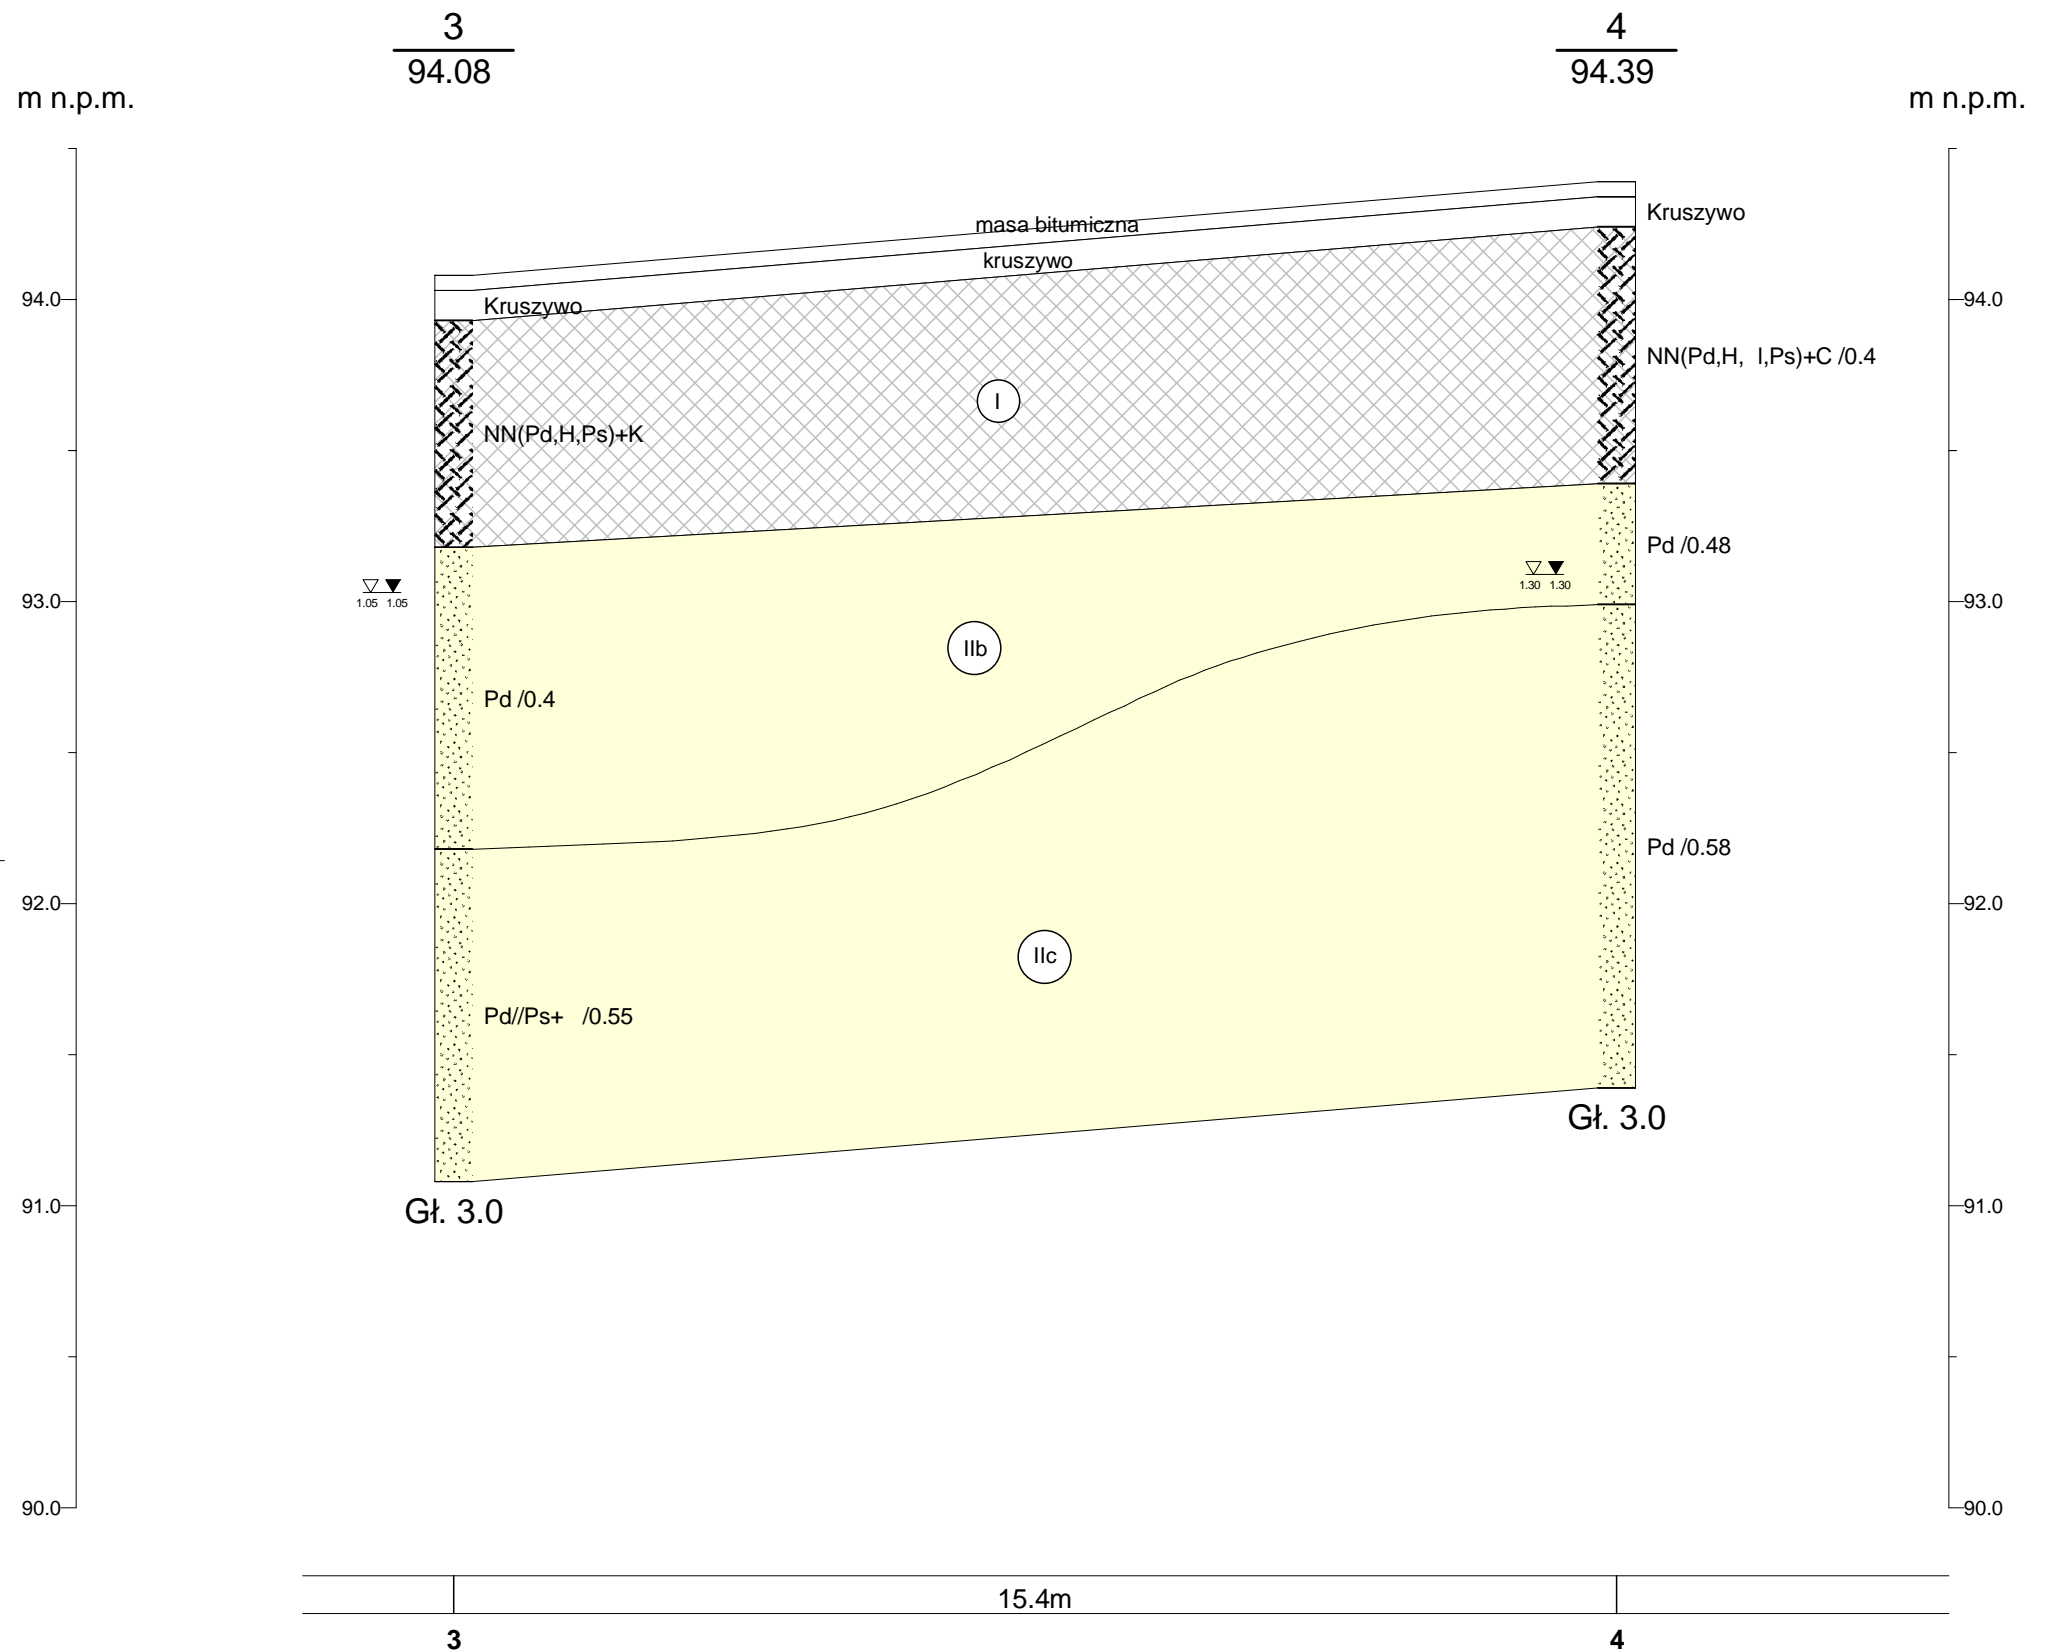 3
94.08
4
94.39
m n.p.m.
m n.p.m.
masa bitumiczna
Kruszywo
kruszywo
94.0
Kruszywo
94.0
NN(Pd,H, I,Ps)+C /0.4
I
NN(Pd,H,Ps)+K
Pd /0.48
1.30 1.30
1.05 1.05
93.0
93.0
IIb
Pd /0.4
Pd /0.58
92.0
92.0
IIc
Pd//Ps+ /0.55
Gł. 3.0
91.0
Gł. 3.0
91.0
90.0
90.0
15.4m
3
4